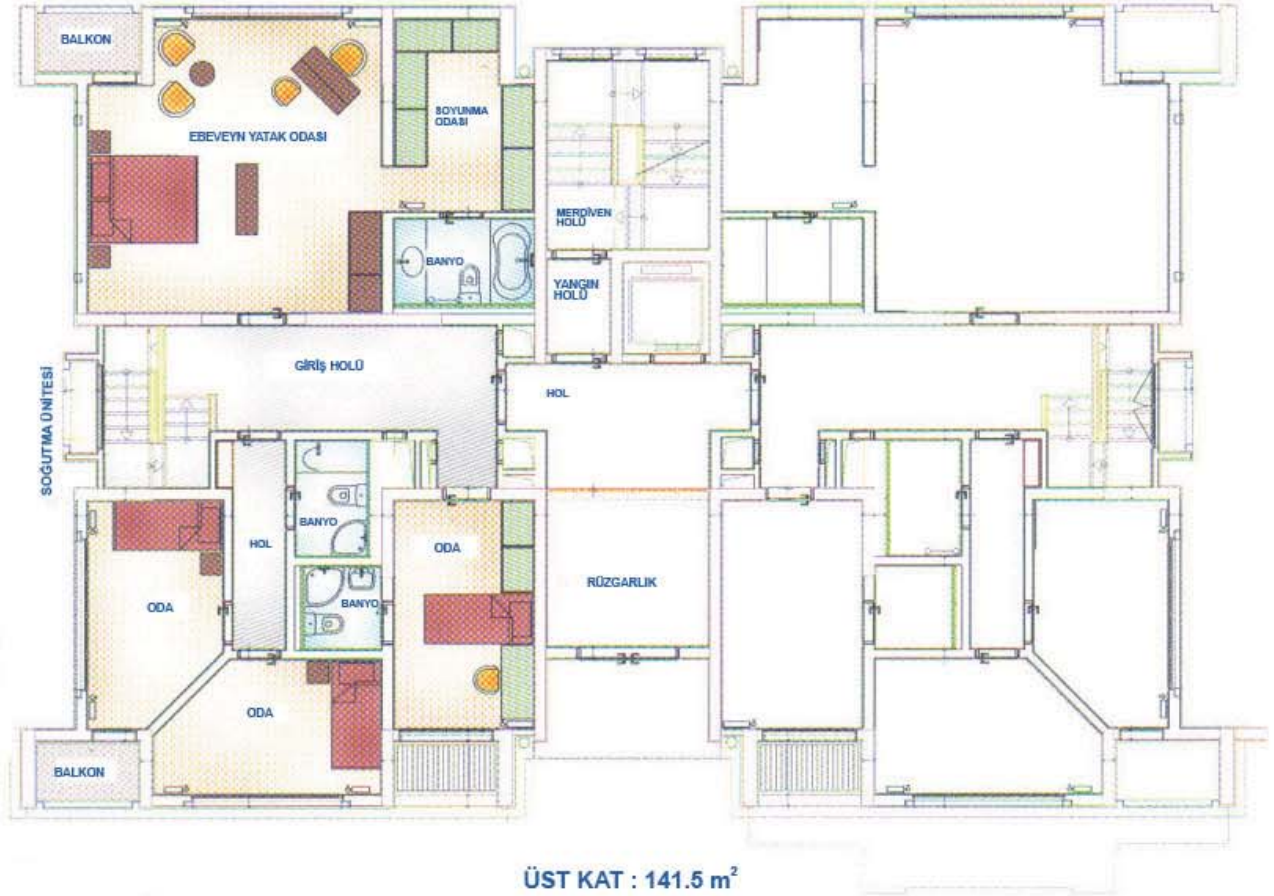 BALKON
EBEVEYN YATAK ODASI
SOYUNMA
ODASI
MERDİVEN
HOLÜ
BANYO
YANGIN
HOLÜ
GİRİŞ HOLÜ
HOL
SOĞUTMA ÜNİTESİ
BANYO
HOL
ODA
RÜZGARLIK
ODA
BANYO
ODA
BALKON
ÜST KAT : 141.5 m²